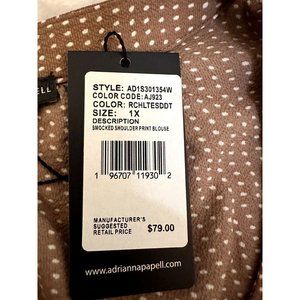 PELL
STYLE: AD1S301354W
COLOR CODE: AJ923
COLOR: RCHLTESDDT
SIZE: 1X
DESCRIPTION
SMOCKED SHOULDER PRINT BLOUSE
1 96707 11930 2
MANUFACTURER'S
SUGGESTED
RETAIL PRICE
$79.00
www.adriannapapell.com